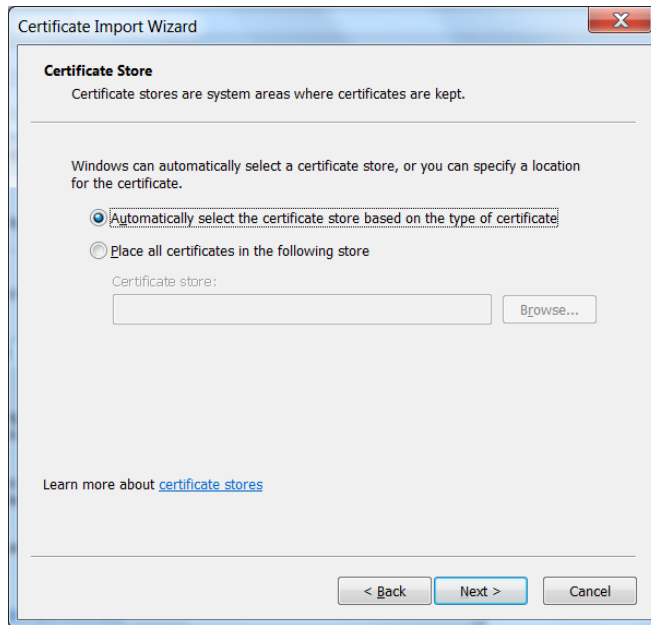 Certificate Import Wizard
Certificate Store
Certificate stores are system areas where certificates are kept.
Windows can automatically select a certificate store, or you can specify a location
for the certificate.
Automatically select the certificate store based on the type of certificate
Place all certificates in the following store
Certificate store:
Browse...
Learn more about certificate stores
< Back Next > Cancel